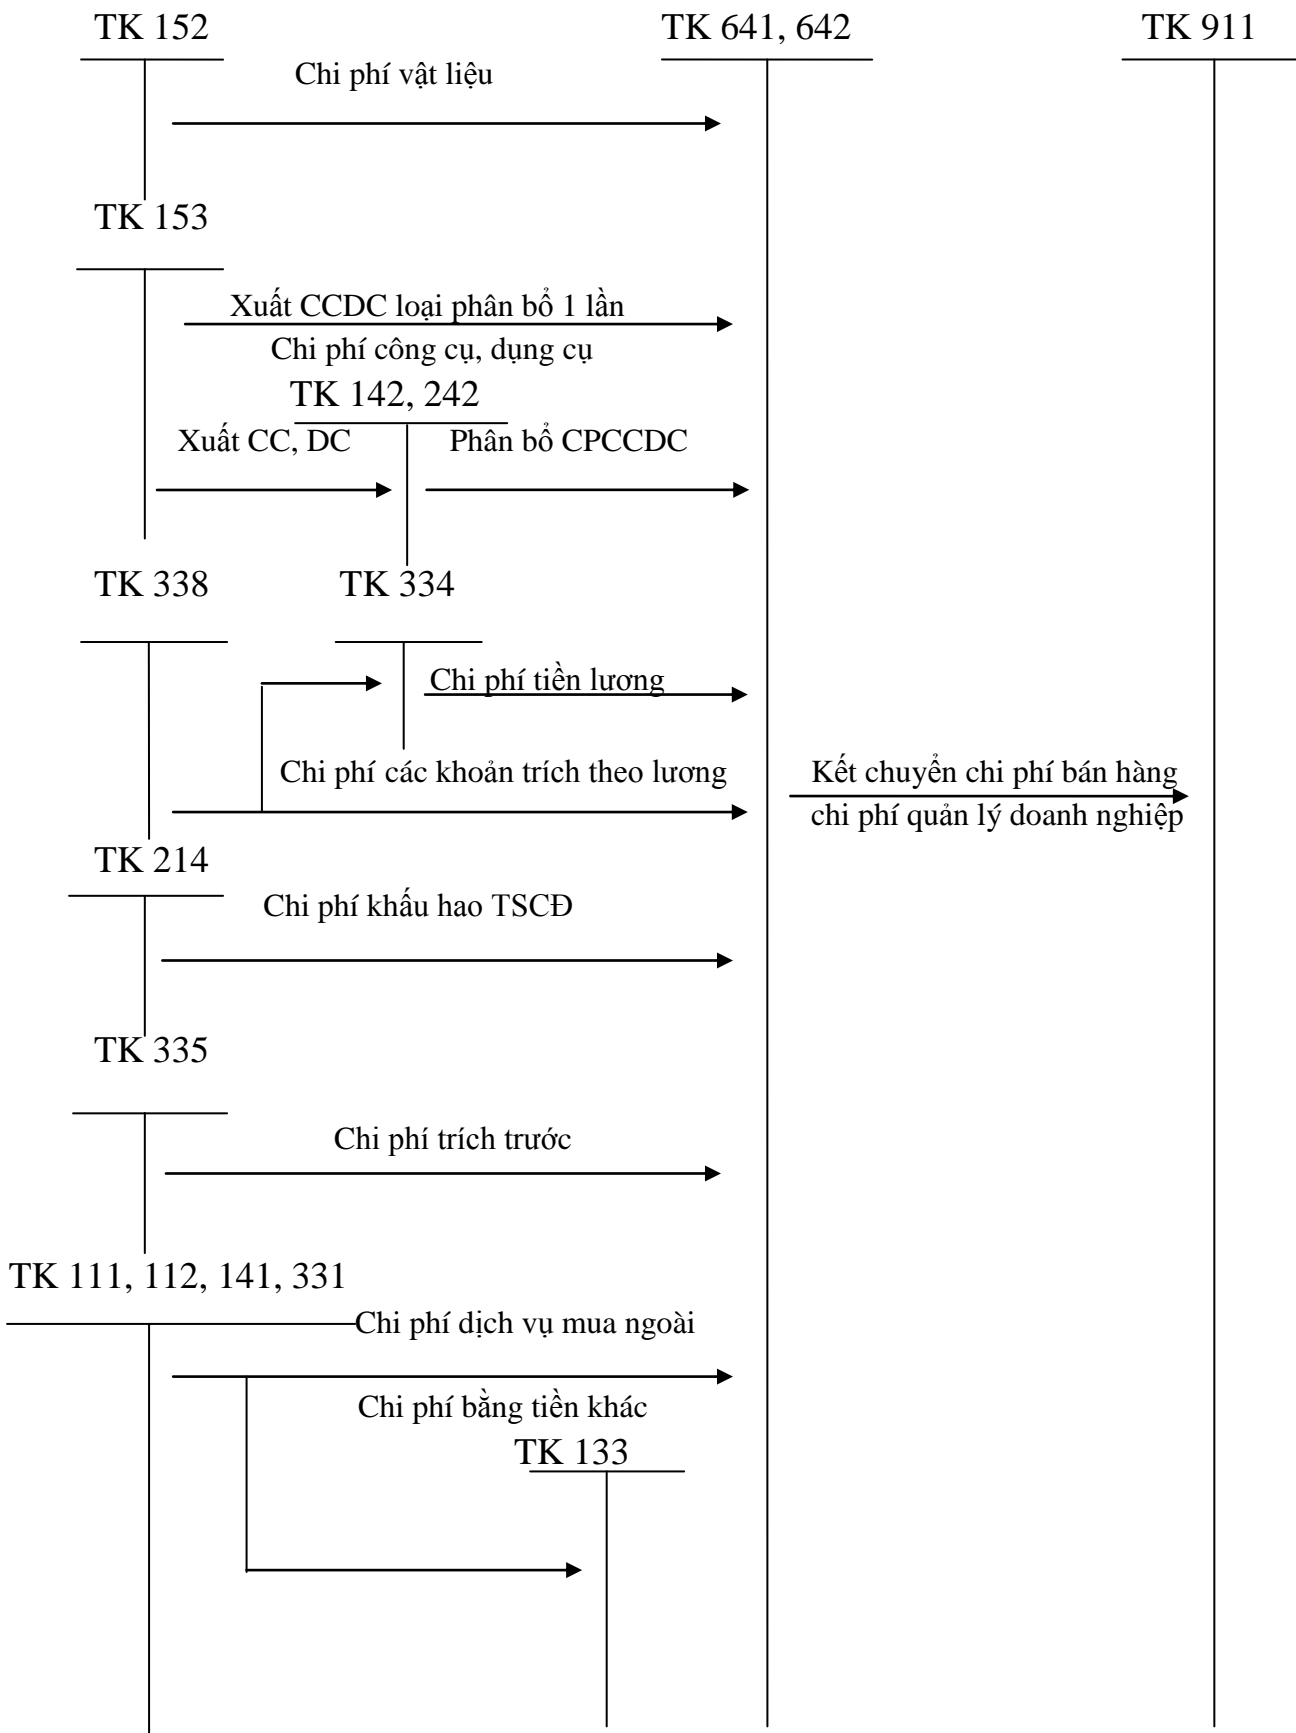 TK 152
TK 641, 642
TK 911
Chi phí vật liệu
TK 153
Xuất CCDC loại phân bổ 1 lần
Chi phí công cụ, dụng cụ
TK 142, 242
Xuất CC, DC
Phân bổ CPCCDC
TK 338
TK 334
Chi phí tiền lương
Chi phí các khoản trích theo lương
Kết chuyển chi phí bán hàng
chi phí quản lý doanh nghiệp
TK 214
Chi phí khấu hao TSCĐ
TK 335
Chi phí trích trước
TK 111, 112, 141, 331
Chi phí dịch vụ mua ngoài
Chi phí bằng tiền khác
TK 133